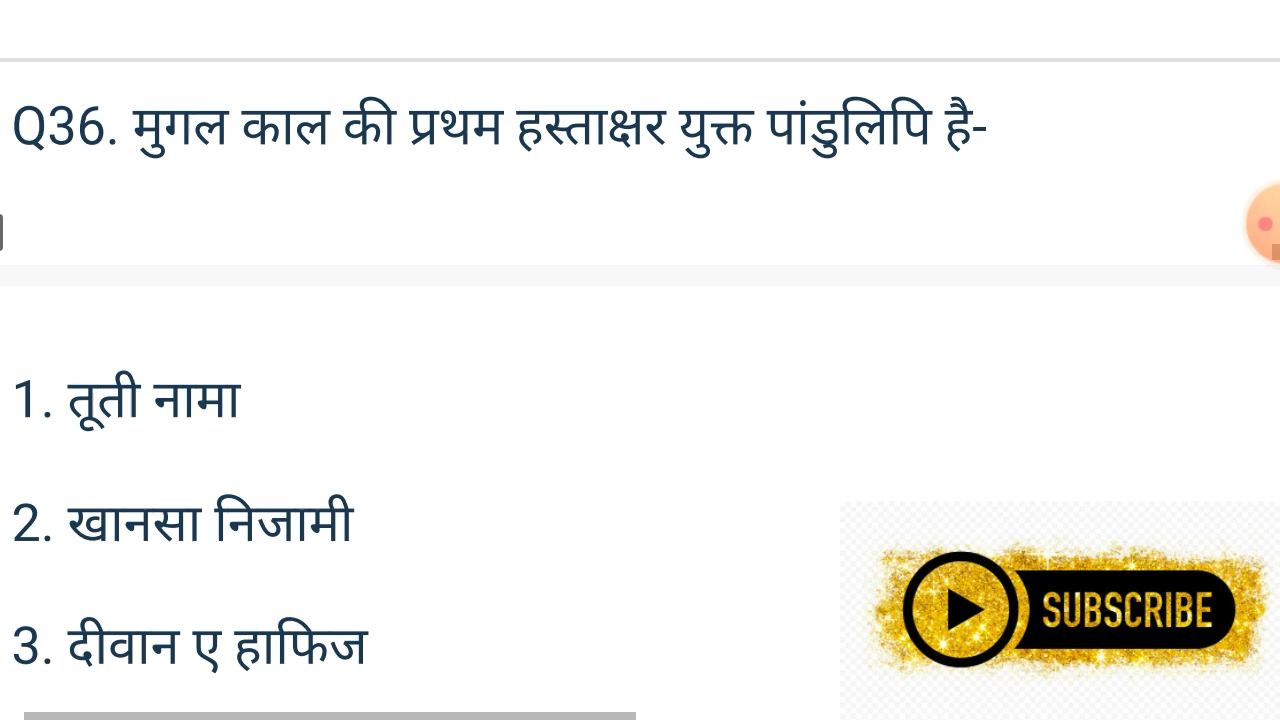 Q36. मुगल काल की प्रथम हस्ताक्षर युक्त पांडुलिपि है-
1. तूती नामा
2. खानसा निजामी
3. दीवान ए हाफिज
SUBSCRIBE